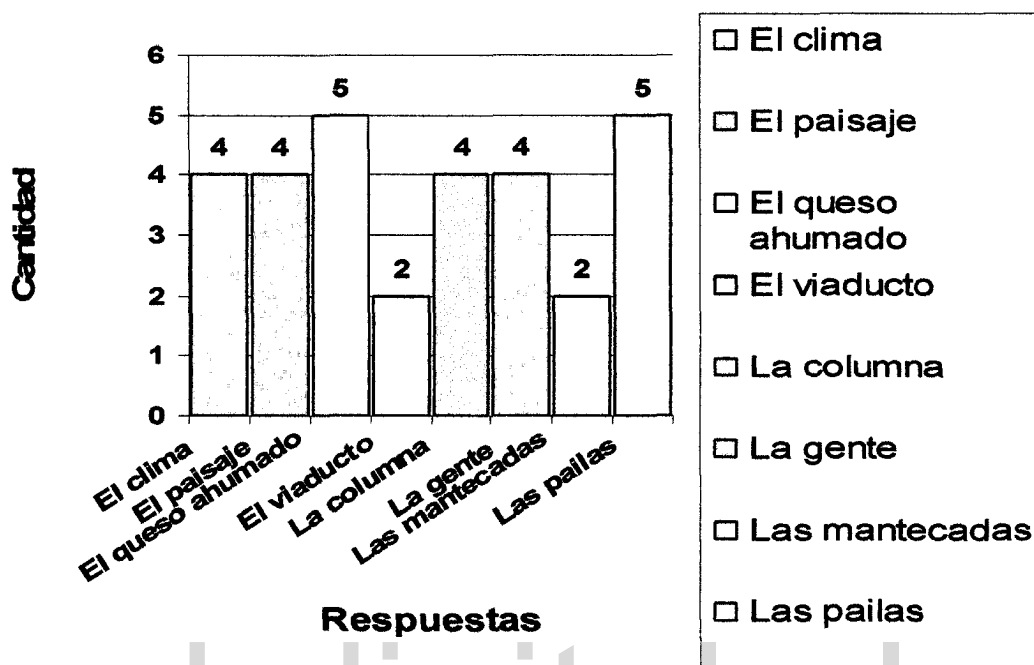 6
5
4
3
2
1
0
Cantidad
4
4
5
2
4
4
2
5
El clima
El paisaje
El queso ahumado
El viaducto
La columna
La gente
Las mantecadas
Las pailas
Respuestas
El clima
El paisaje
El queso
ahumado
El viaducto
La columna
La gente
Las mantecadas
Las pailas